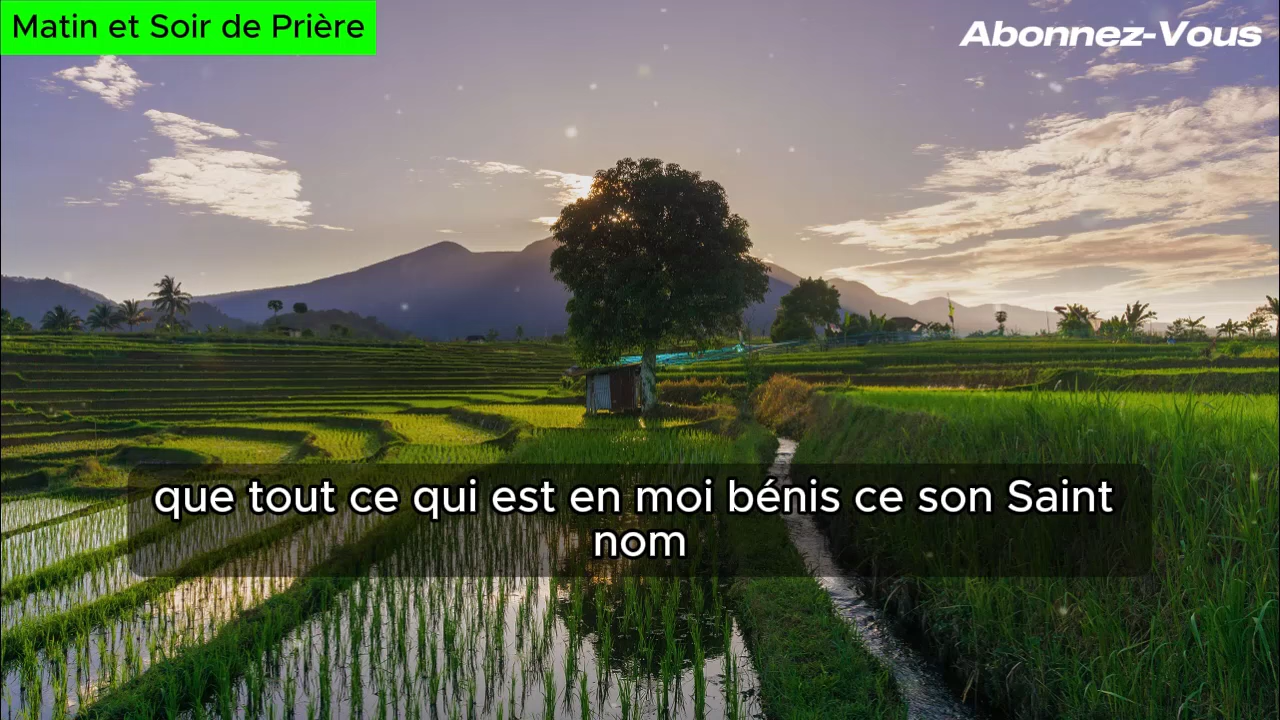 Matin et Soir de Prière
Abonnez-Vous
que tout ce qui est en moi bénis ce son Saint
nom